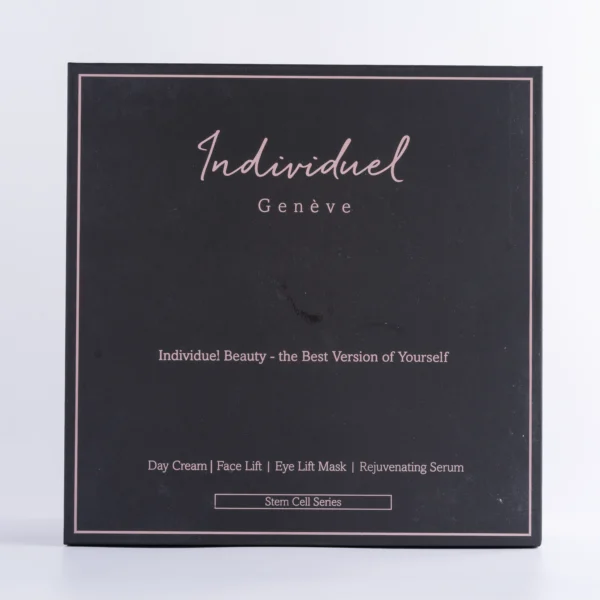 Individuel
Genève
Individuel Beauty - the Best Version of Yourself
Day Cream | Face Lift | Eye Lift Mask | Rejuvenating Serum
Stem Cell Series